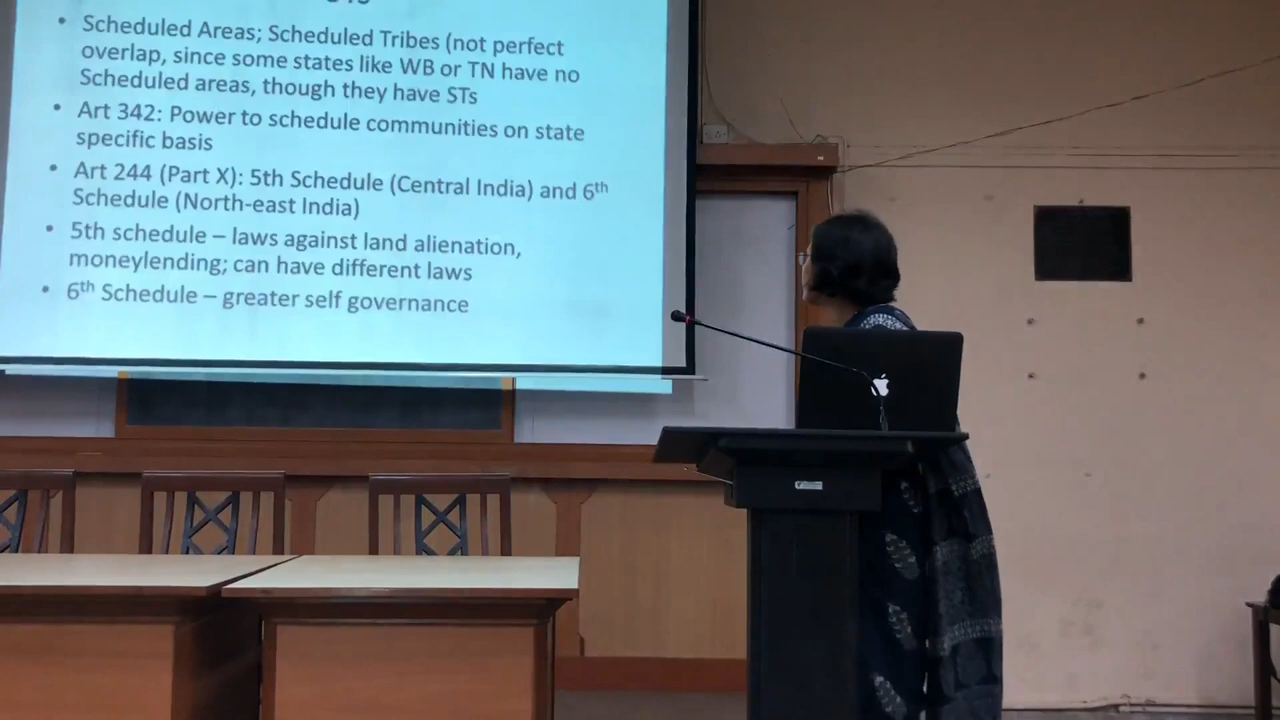 • Scheduled Areas; Scheduled Tribes (not perfect
overlap, since some states like WB or TN have no
Scheduled areas, though they have STs
• Art 342: Power to schedule communities on state
specific basis
• Art 244 (Part X): 5th Schedule (Central India) and 6th
Schedule (North-east India)
• 5th schedule – laws against land alienation,
moneylending; can have different laws
• 6th Schedule – greater self governance